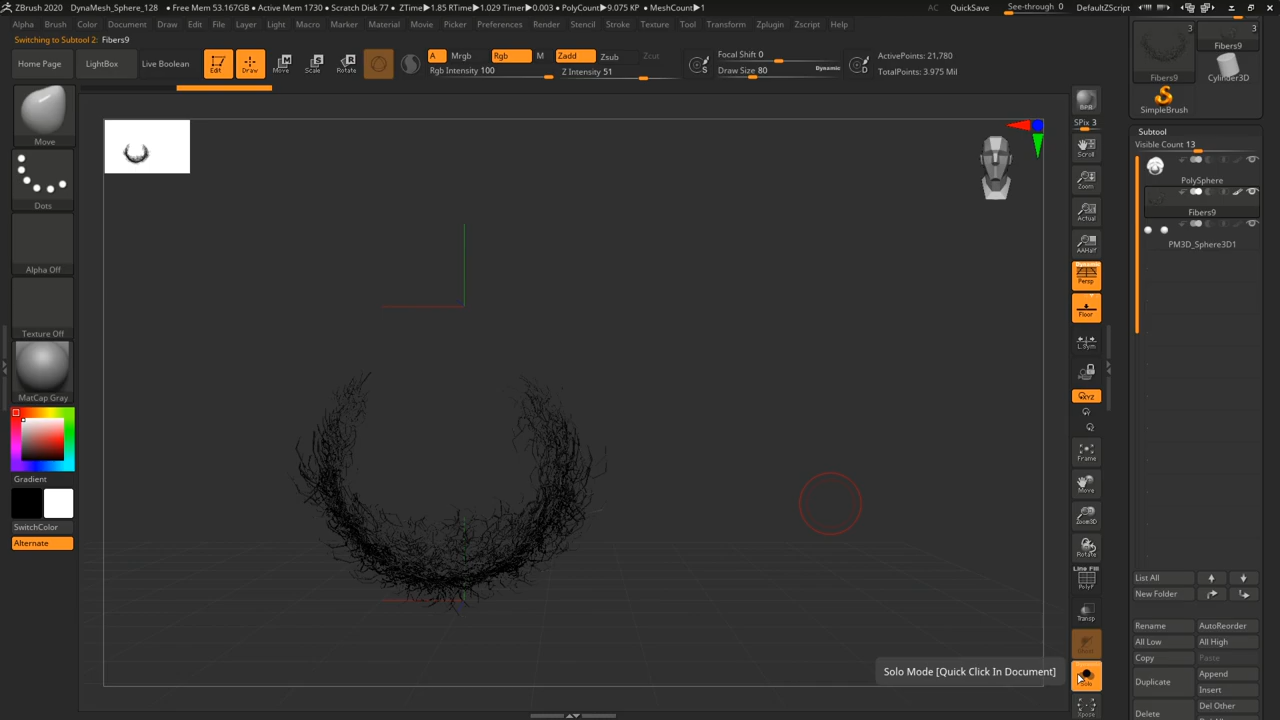 ZBrush 2020 DynaMesh_Sphere_128 • Free Mem 53.167GB • Active Mem 1730 • Scratch Disk 77 • ZTime▶1.85 RTime▶1.029 Timer▶0.003 • PolyCount▶9.075 KP • MeshCount▶1 AC QuickSave See-through 0 DefaultZScript
Alpha Brush Color Document Draw Edit File Layer Light Macro Marker Material Movie Picker Preferences Render Stencil Stroke Texture Tool Transform Zplugin Zscript Help
Switching to Subtool 2: Fibers9
Home Page LightBox Live Boolean Edit Draw Move Scale Rotate
A Mrgb Rgb M Zadd Zsub Zcut
Rgb Intensity 100 Z Intensity 51
Focal Shift 0
Draw Size 80 Dynamic
ActivePoints: 21,780
TotalPoints: 3.975 Mil
3 3
Fibers9
Fibers9 Cylinder3D
SimpleBrush
Move
Dots
Alpha Off
Texture Off
MatCap Gray
Gradient
SwitchColor
Alternate
BPR
SPix 3
Scroll
Zoom
Actual
AAHalf
Dynamic
Persp
Floor
L.Sym
XYZ
Frame
Move
Zoom3D
Rotate
Line Fill
PolyF
Transp
Solo
Xpose
Solo Mode [Quick Click In Document]
Subtool
Visible Count 13
PolySphere
Fibers9
PM3D_Sphere3D1
List All
New Folder
Rename AutoReorder
All Low All High
Copy Paste
Duplicate Append
Insert
Delete Del Other